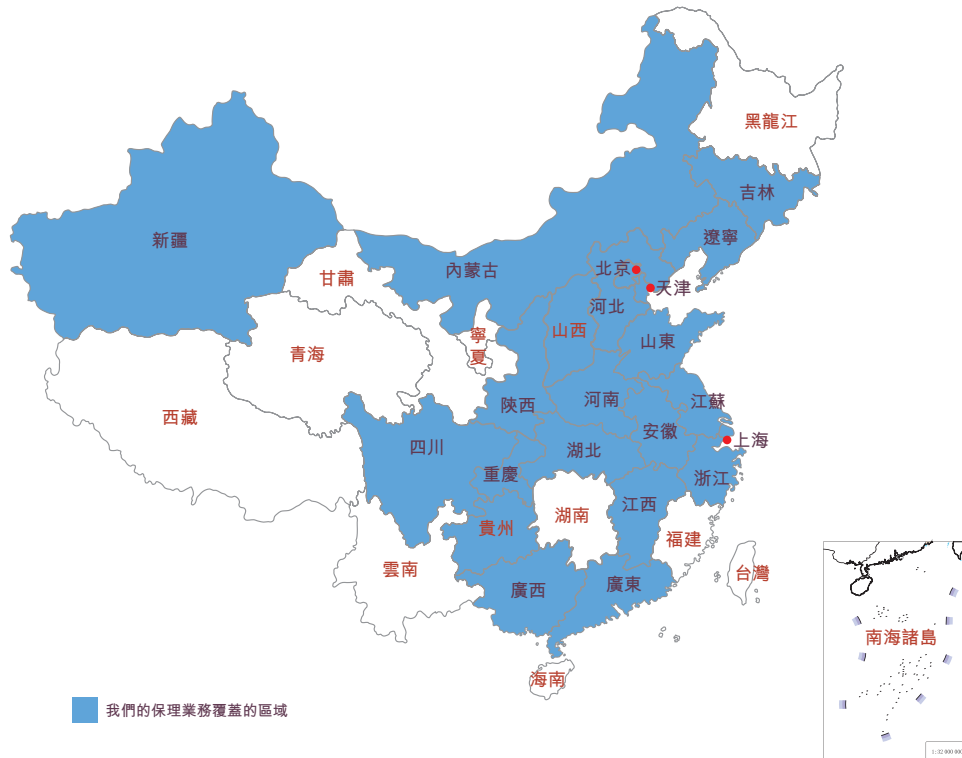 黑龍江
吉林
遼寧
新疆
北京
內蒙古
甘肅
天津
河北
山西
寧
夏
山東
青海
河南
江蘇
陝西
西藏
安徽
上海
四川
湖北
重慶
浙江
江西
湖南
貴州
福建
雲南
台灣
廣東
廣西
南海諸島
海南
我們的保理業務覆蓋的區域
1:32 000 000